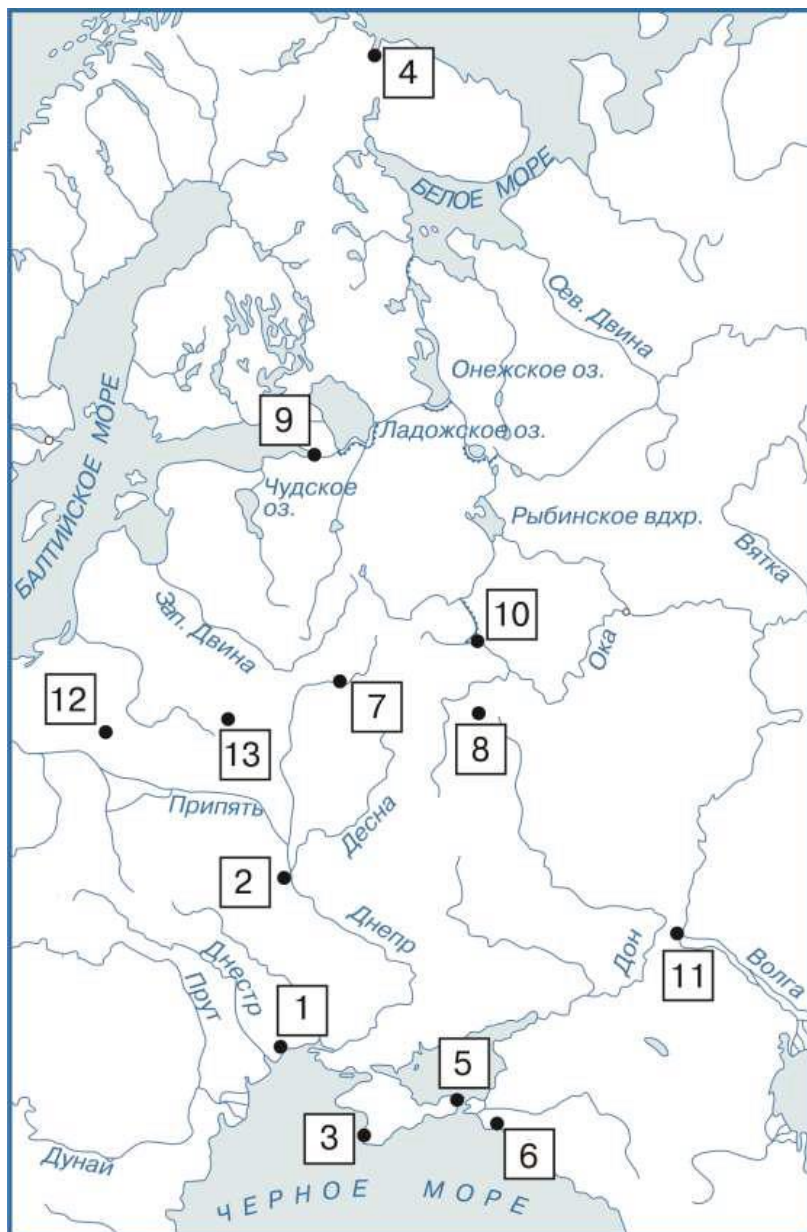 4
БЕЛОЕ МОРЕ
Сев. Двина
Онежское оз.
9
Ладожское оз.
БАЛТИЙСКОЕ МОРЕ
Чудское
оз.
Рыбинское вдхр.
Вятка
Зап. Двина
10
Ока
12
7
13
8
Припять
Десна
2
Днепр
Днестр
Прут
Дон
Волга
11
1
5
3
6
Дунай
ЧЕРНОЕ МОРЕ